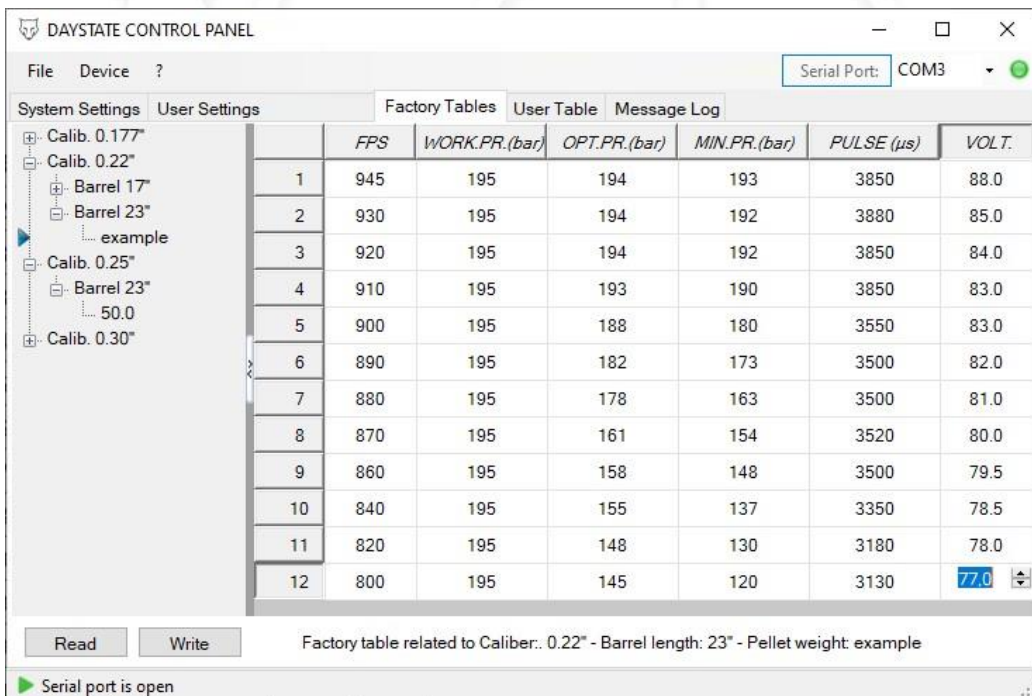 DAYSTATE CONTROL PANEL
File Device ? Serial Port: COM3
System Settings User Settings Factory Tables User Table Message Log
Calib. 0.177"
Calib. 0.22"
Barrel 17"
Barrel 23"
example
Calib. 0.25"
Barrel 23"
50.0
Calib. 0.30"
FPS WORK.PR.(bar) OPT.PR.(bar) MIN.PR.(bar) PULSE (µs) VOLT.
1 945 195 194 193 3850 88.0
2 930 195 194 192 3880 85.0
3 920 195 194 192 3850 84.0
4 910 195 193 190 3850 83.0
5 900 195 188 180 3550 83.0
6 890 195 182 173 3500 82.0
7 880 195 178 163 3500 81.0
8 870 195 161 154 3520 80.0
9 860 195 158 148 3500 79.5
10 840 195 155 137 3350 78.5
11 820 195 148 130 3180 78.0
12 800 195 145 120 3130 77,0
Read Write Factory table related to Caliber:. 0.22" - Barrel length: 23" - Pellet weight: example
Serial port is open